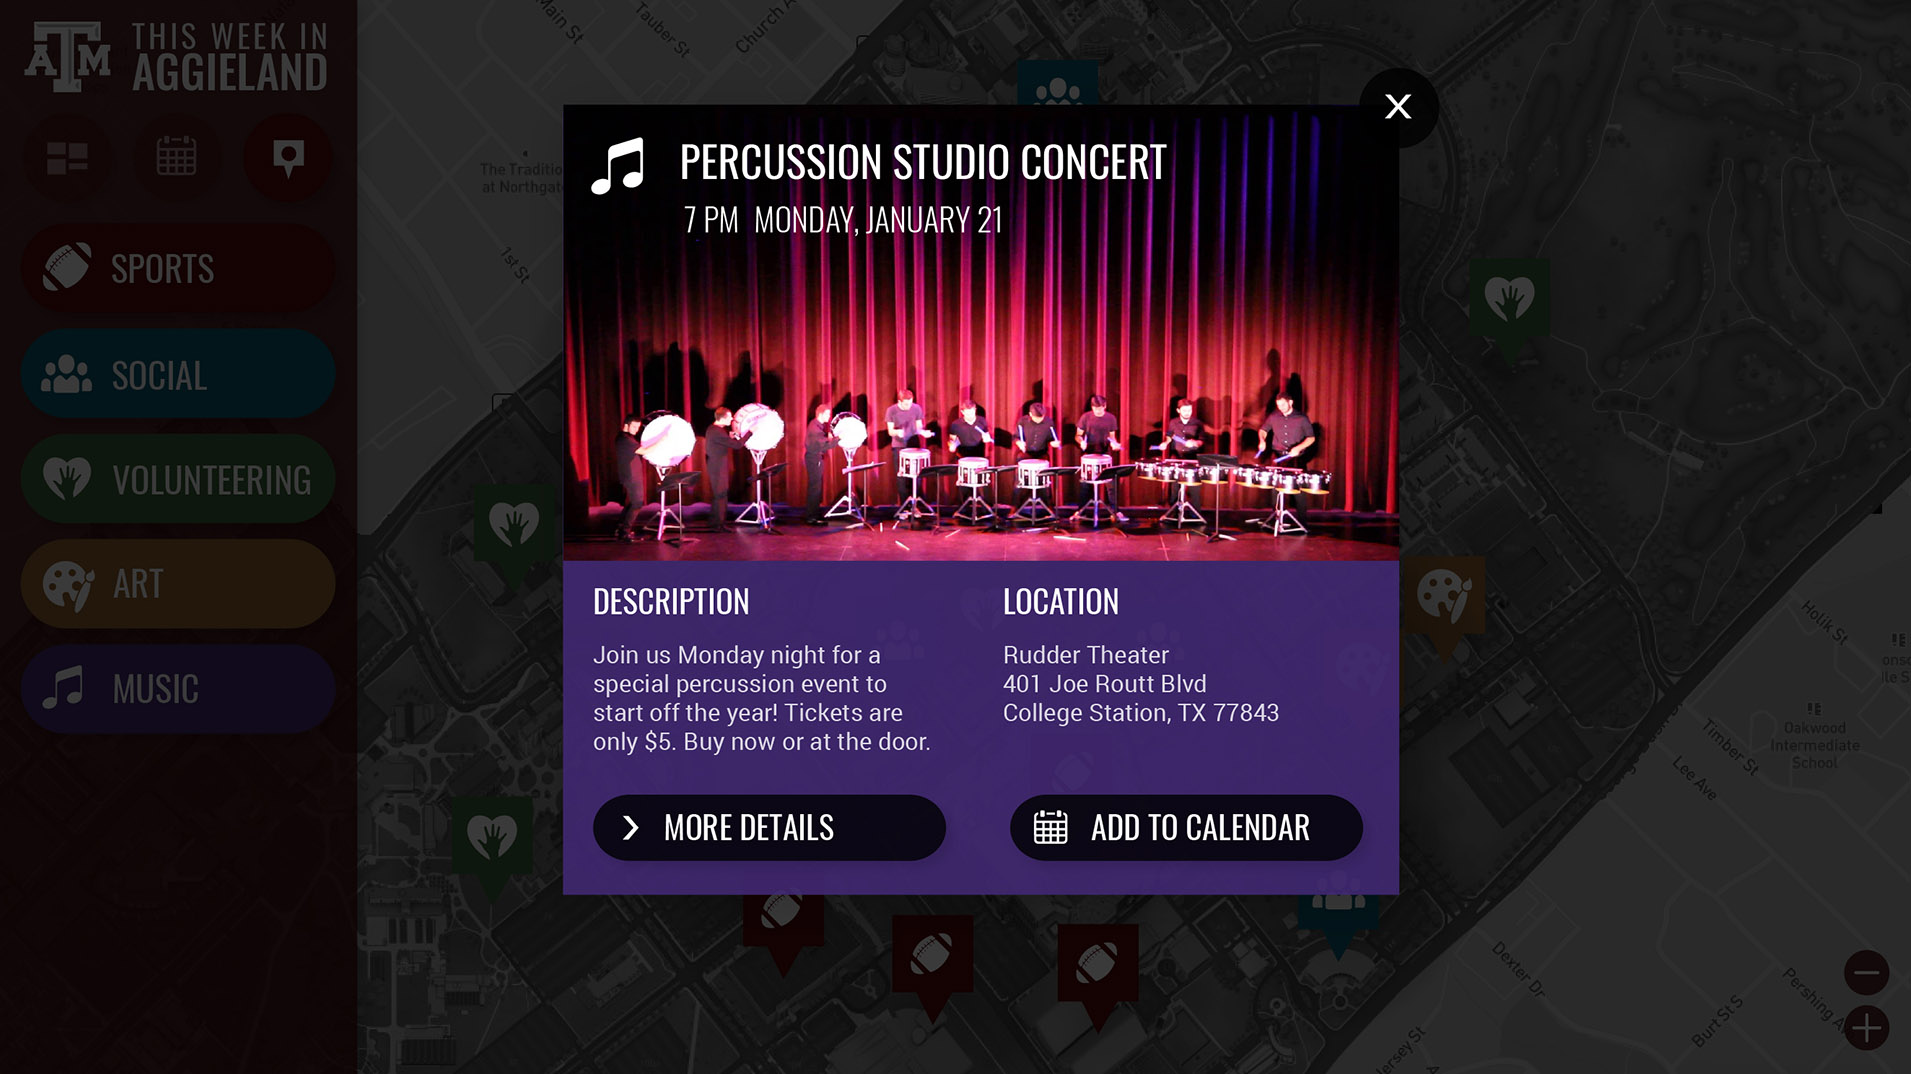 ATM
THIS WEEK IN
AGGIELAND
SPORTS
SOCIAL
VOLUNTEERING
ART
MUSIC
Main St
Tauber St
Church A
1st St
The Traditio
at Northgat
X
PERCUSSION STUDIO CONCERT
7 PM MONDAY, JANUARY 21
DESCRIPTION
Join us Monday night for a
special percussion event to
start off the year! Tickets are
only $5. Buy now or at the door.
MORE DETAILS
LOCATION
Rudder Theater
401 Joe Routt Blvd
College Station, TX 77843
ADD TO CALENDAR
Holik St
Oakwood
Intermediate
School
Timber St
Lee Ave
Dexter Dr
Pershing A
Burt St S
ersey St